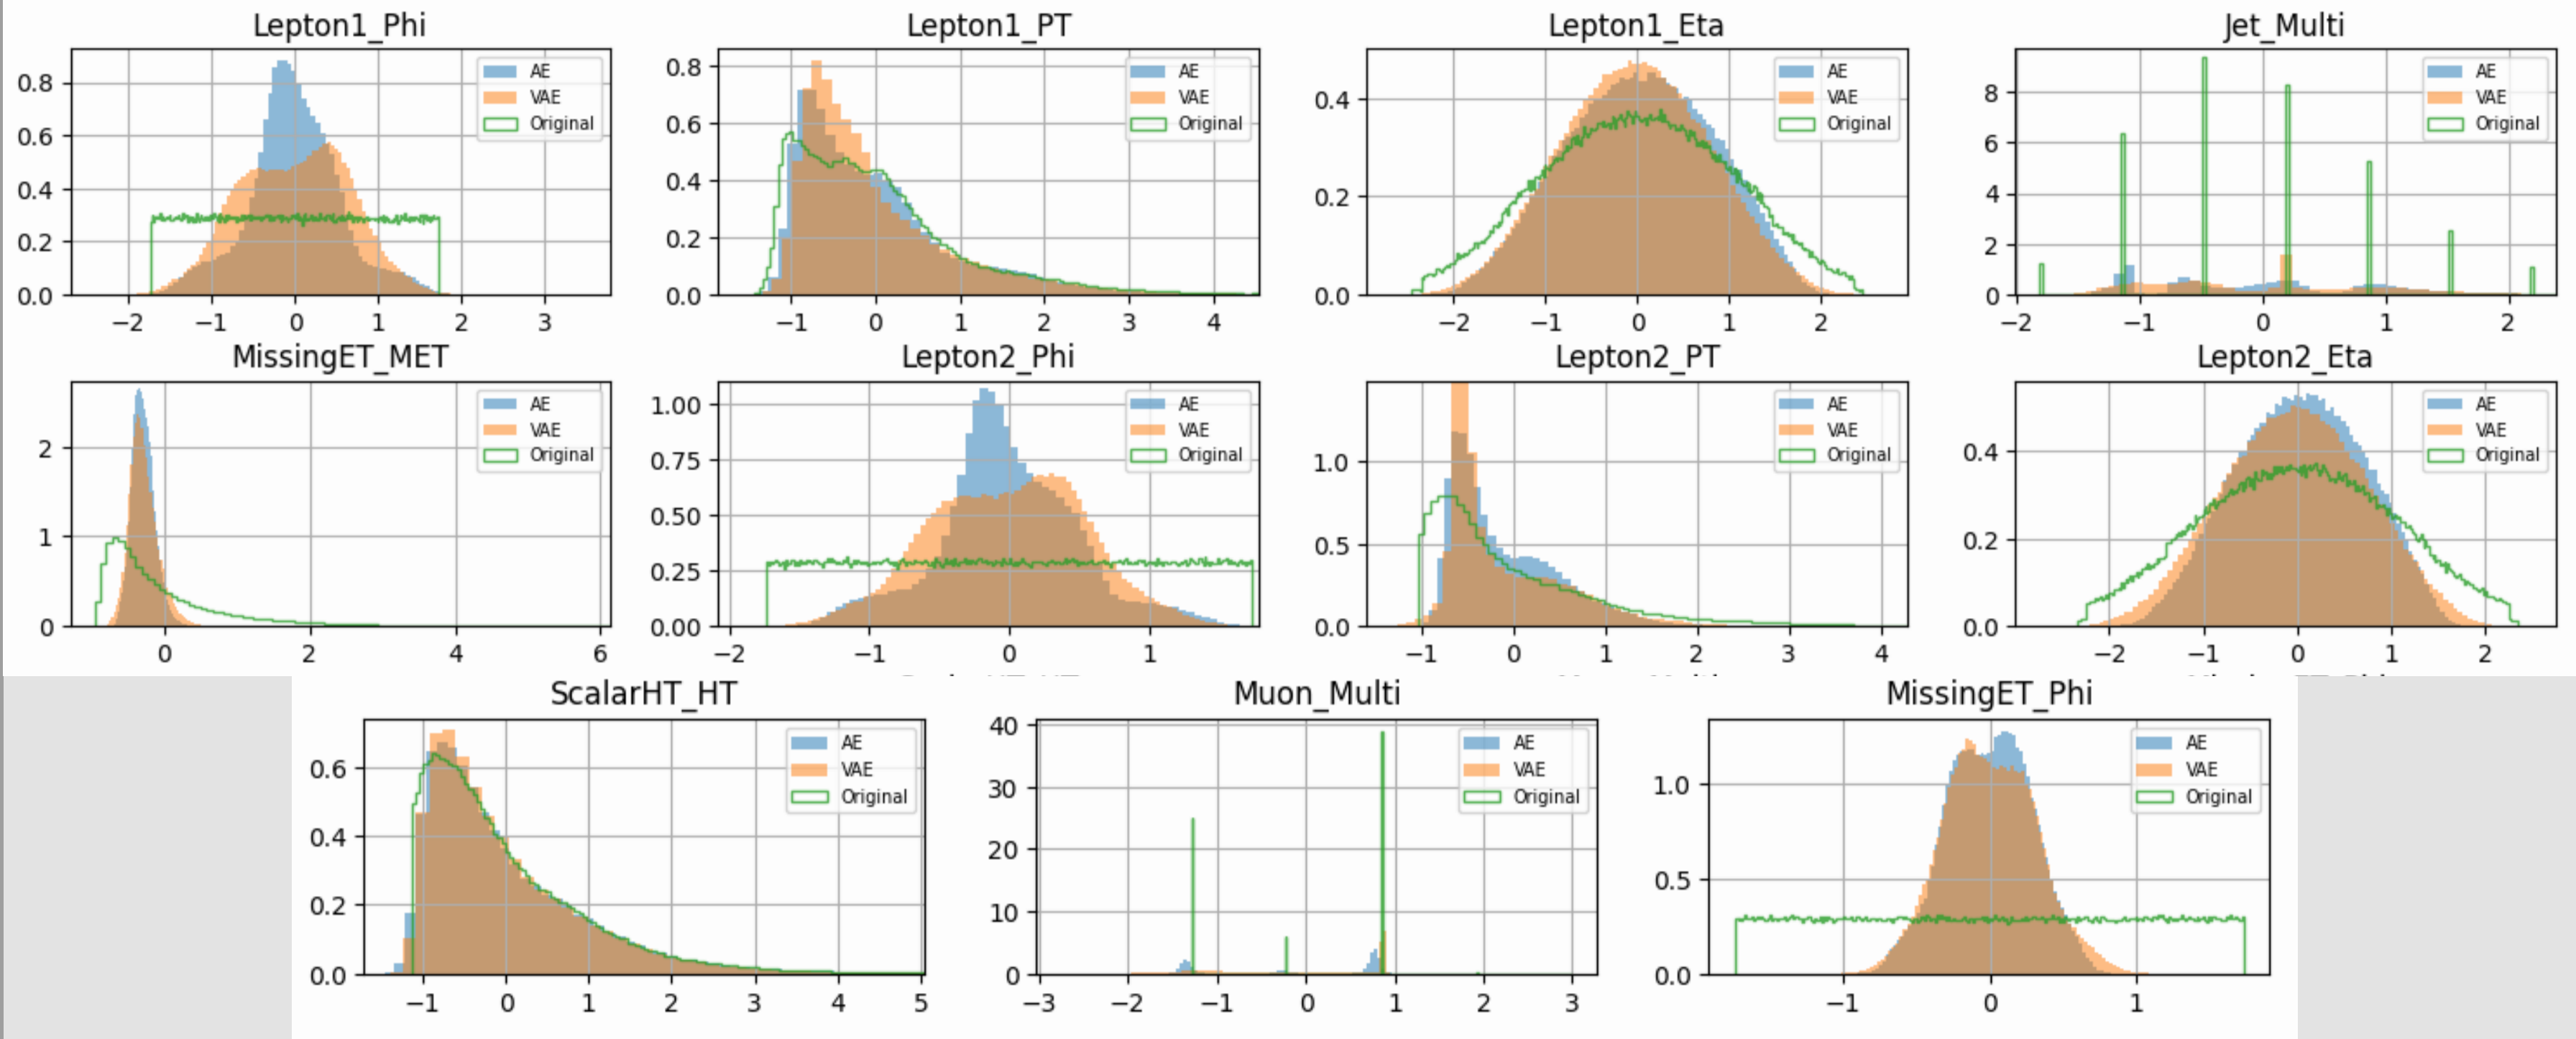 Lepton1_Phi
0.8
0.6
0.4
0.2
0.0
−2 −1 0 1 2 3
AE
VAE
Original
Lepton1_PT
0.8
0.6
0.4
0.2
0.0
−1 0 1 2 3 4
AE
VAE
Original
Lepton1_Eta
0.4
0.2
0.0
−2 −1 0 1 2
AE
VAE
Original
Jet_Multi
8
6
4
2
0
−2 −1 0 1 2
AE
VAE
Original
MissingET_MET
2
1
0
0 2 4 6
AE
VAE
Original
Lepton2_Phi
1.00
0.75
0.50
0.25
0.00
−2 −1 0 1
AE
VAE
Original
Lepton2_PT
1.0
0.5
0.0
−1 0 1 2 3 4
AE
VAE
Original
Lepton2_Eta
0.4
0.2
0.0
−2 −1 0 1 2
AE
VAE
Original
ScalarHT_HT
0.6
0.4
0.2
0.0
−1 0 1 2 3 4 5
AE
VAE
Original
Muon_Multi
40
30
20
10
0
−3 −2 −1 0 1 2 3
AE
VAE
Original
MissingET_Phi
1.0
0.5
0.0
−1 0 1
AE
VAE
Original